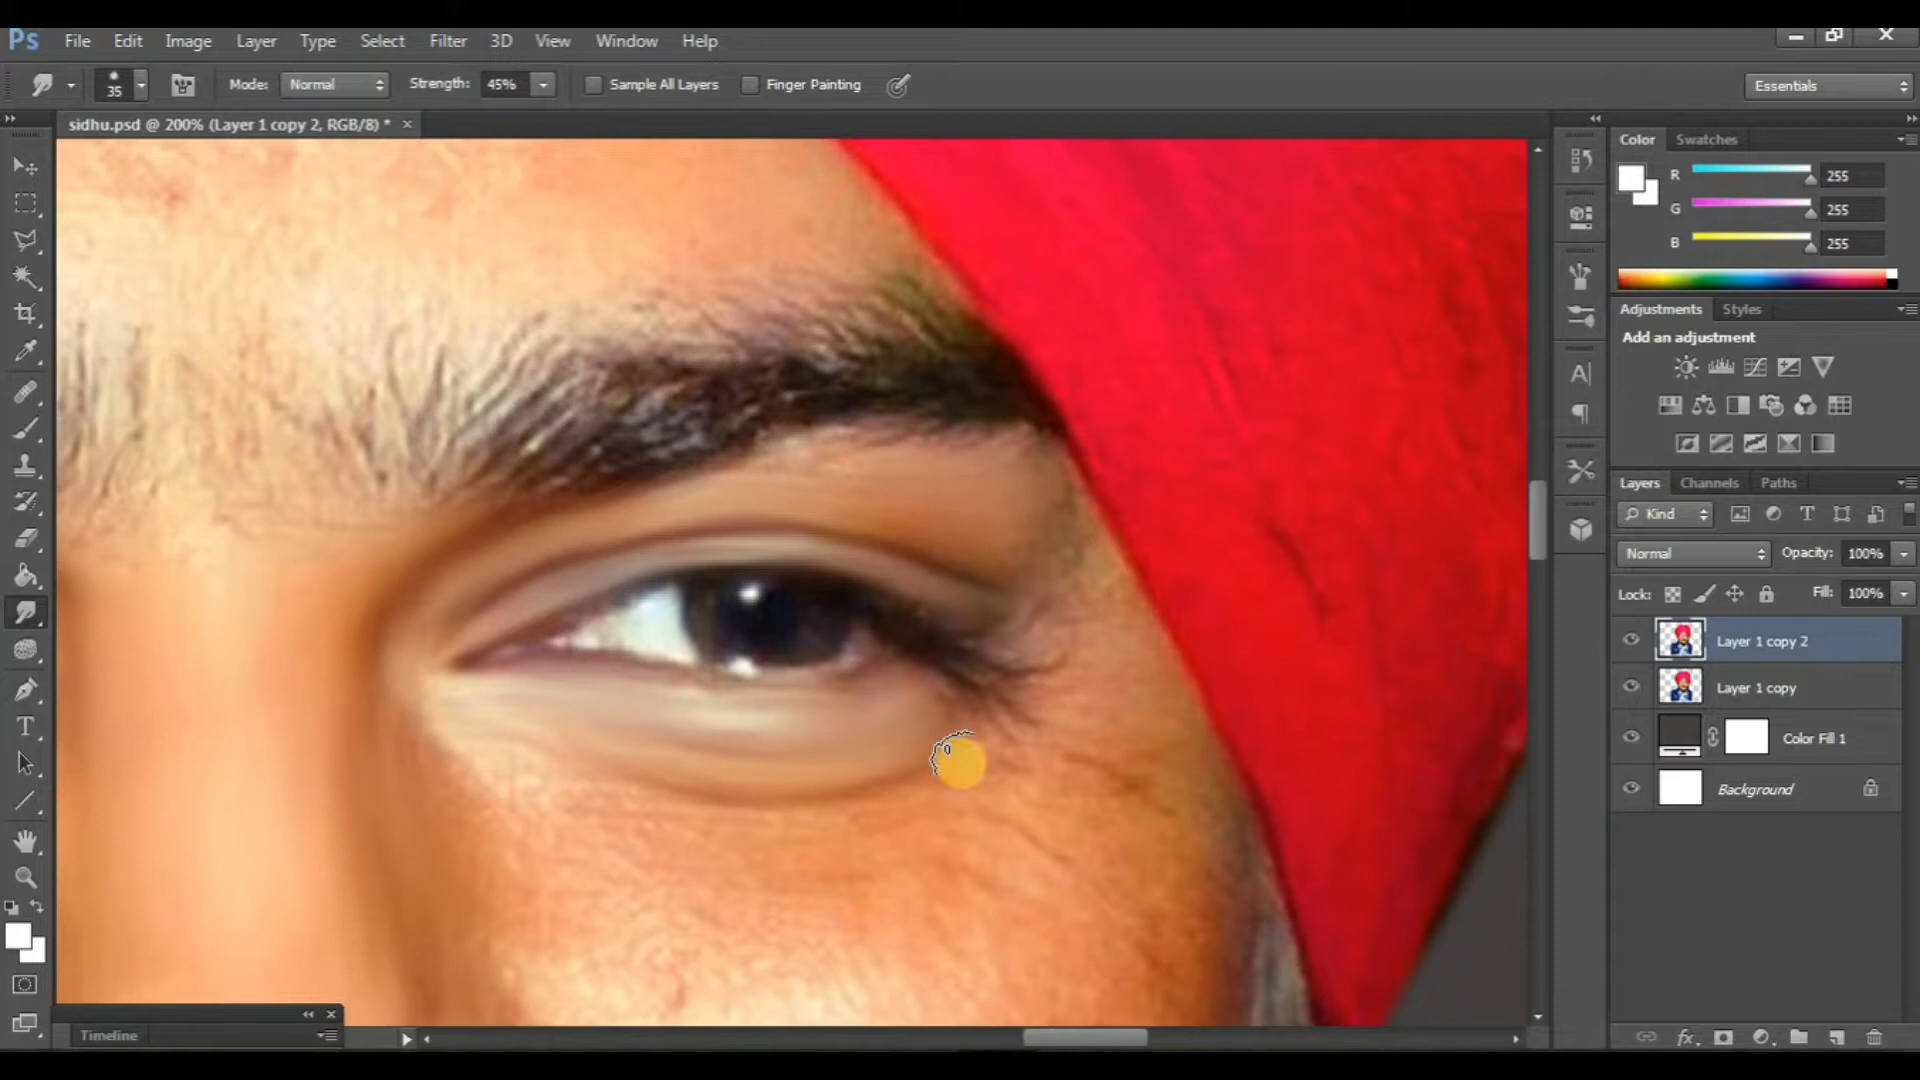 Ps File Edit Image Layer Type Select Filter 3D View Window Help
35 Mode: Normal Strength: 45% Sample All Layers Finger Painting Essentials
sidhu.psd @ 200% (Layer 1 copy 2, RGB/8) * ×
Color Swatches
R 255
G 255
B 255
Adjustments Styles
Add an adjustment
Layers Channels Paths
Kind
Normal Opacity: 100%
Lock: Fill: 100%
Layer 1 copy 2
Layer 1 copy
Color Fill 1
Background
Timeline